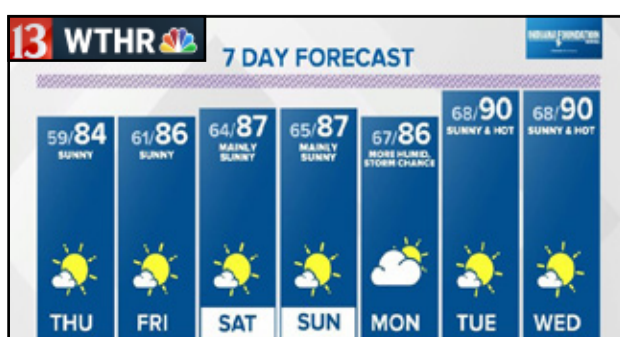 13 WTHR
7 DAY FORECAST
INDIANA FOUNDATION
59/84
SUNNY
61/86
SUNNY
64/87
MAINLY
SUNNY
65/87
MAINLY
SUNNY
67/86
MORE HUMID,
STORM CHANCE
68/90
SUNNY & HOT
68/90
SUNNY & HOT
THU
FRI
SAT
SUN
MON
TUE
WED